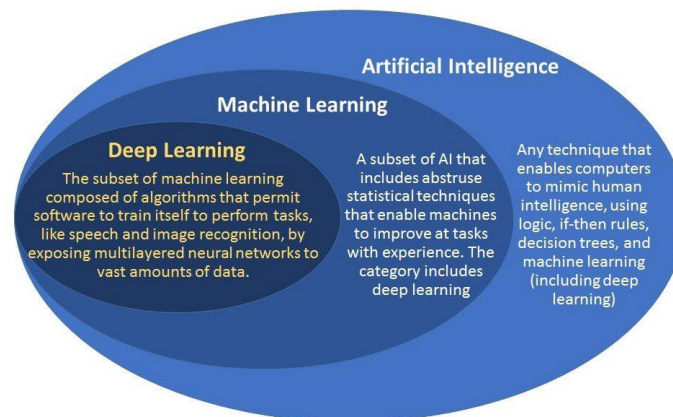 Artificial Intelligence
Machine Learning
Deep Learning
The subset of machine learning
composed of algorithms that permit
software to train itself to perform tasks,
like speech and image recognition, by
exposing multilayered neural networks to
vast amounts of data.
A subset of AI that
includes abstruse
statistical techniques
that enable machines
to improve at tasks
with experience. The
category includes
deep learning
Any technique that
enables computers
to mimic human
intelligence, using
logic, if-then rules,
decision trees, and
machine learning
(including deep
learning)